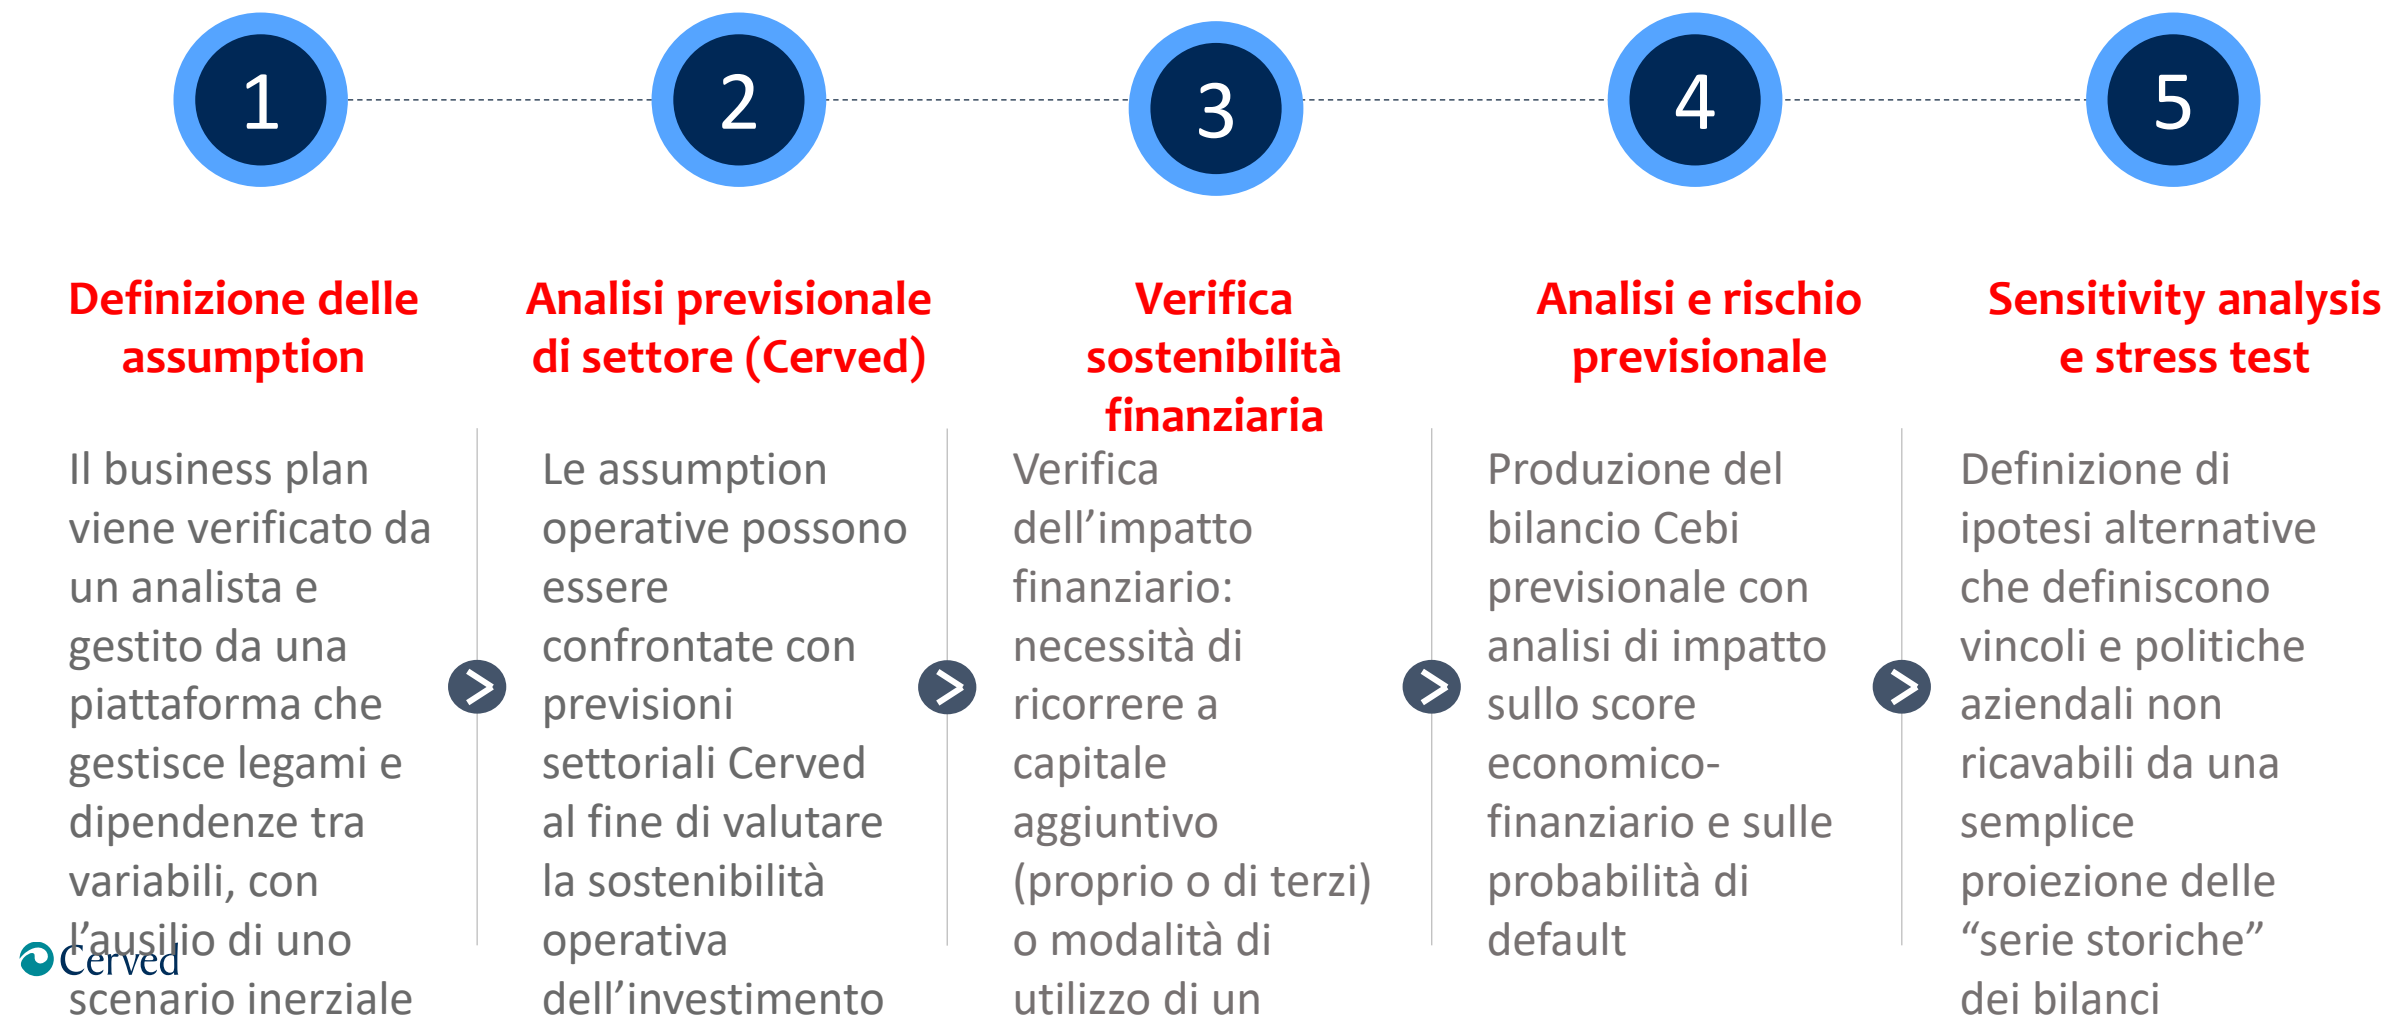 1
2
3
4
5
Definizione delle
assumption
Analisi previsionale
di settore (Cerved)
Verifica
sostenibilità
finanziaria
Analisi e rischio
previsionale
Sensitivity analysis
e stress test
Il business plan
viene verificato da
un analista e
gestito da una
piattaforma che
gestisce legami e
dipendenze tra
variabili, con
l’ausilio di uno
scenario inerziale
Le assumption
operative possono
essere
confrontate con
previsioni
settoriali Cerved
al fine di valutare
la sostenibilità
operativa
dell’investimento
Verifica
dell’impatto
finanziario:
necessità di
ricorrere a
capitale
aggiuntivo
(proprio o di terzi)
o modalità di
utilizzo di un
Produzione del
bilancio Cebi
previsionale con
analisi di impatto
sullo score
economico-
finanziario e sulle
probabilità di
default
Definizione di
ipotesi alternative
che definiscono
vincoli e politiche
aziendali non
ricavabili da una
semplice
proiezione delle
“serie storiche”
dei bilanci
Cerved